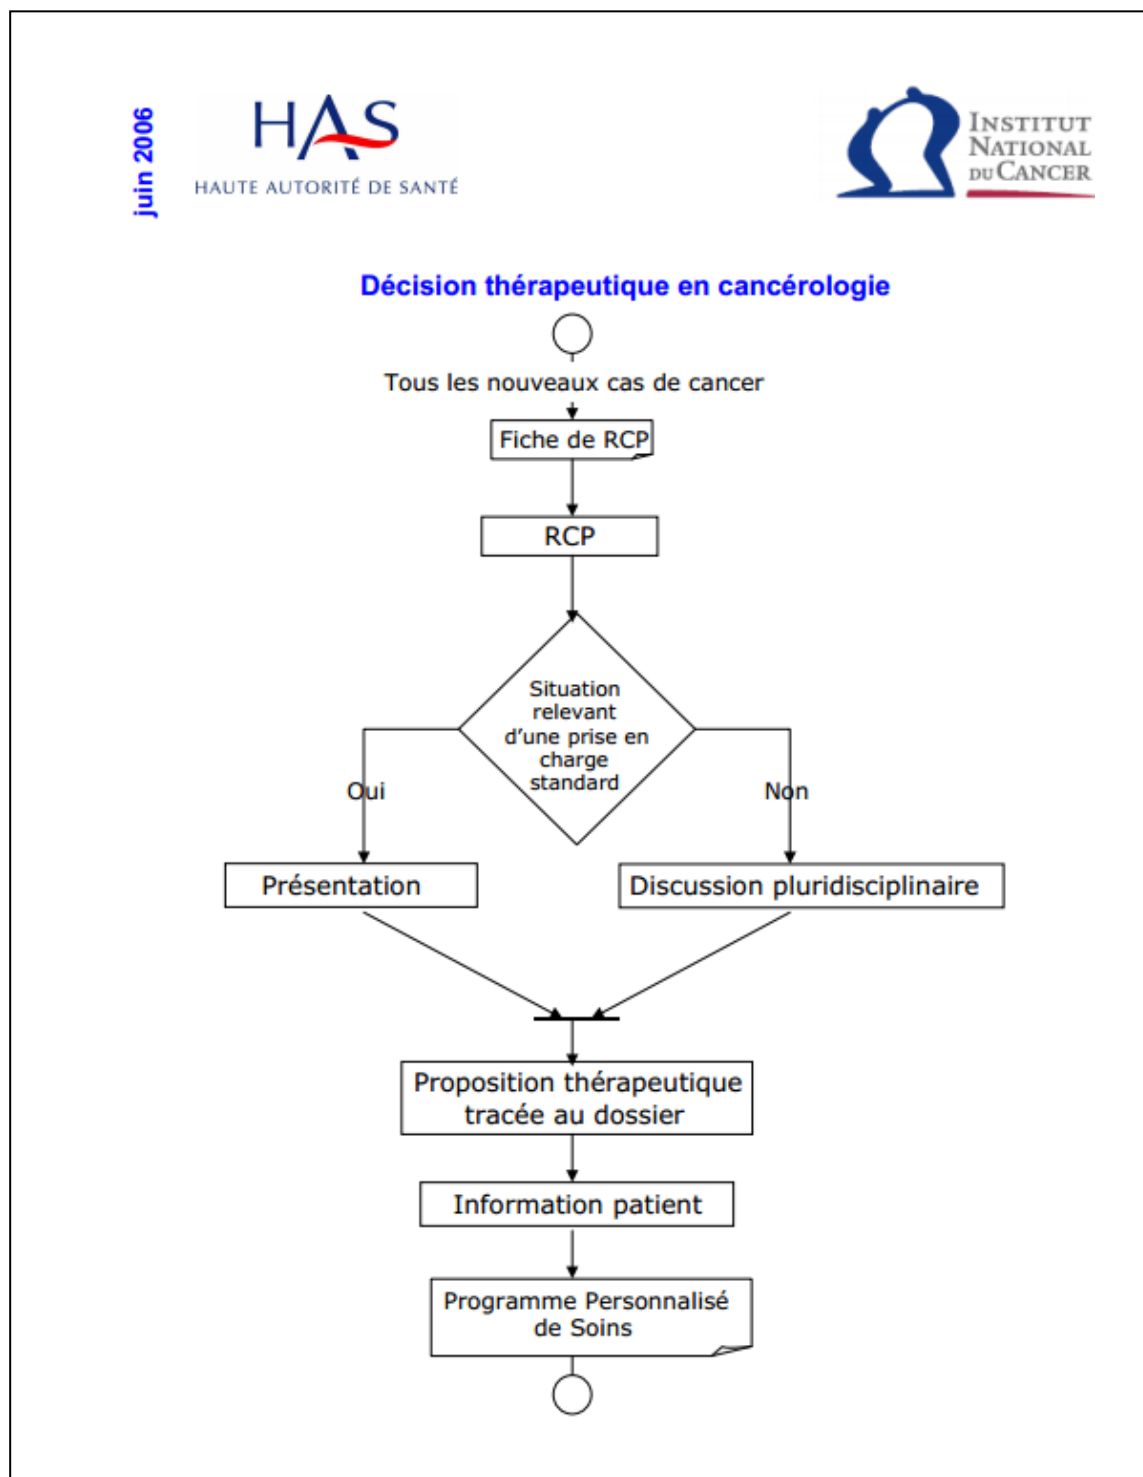 juin 2006
HAS
HAUTE AUTORITÉ DE SANTÉ
INSTITUT
NATIONAL
DU CANCER
Décision thérapeutique en cancérologie
Tous les nouveaux cas de cancer
Fiche de RCP
RCP
Situation
relevant
d'une prise en
charge
standard
Oui
Non
Présentation
Discussion pluridisciplinaire
Proposition thérapeutique
tracée au dossier
Information patient
Programme Personnalisé
de Soins